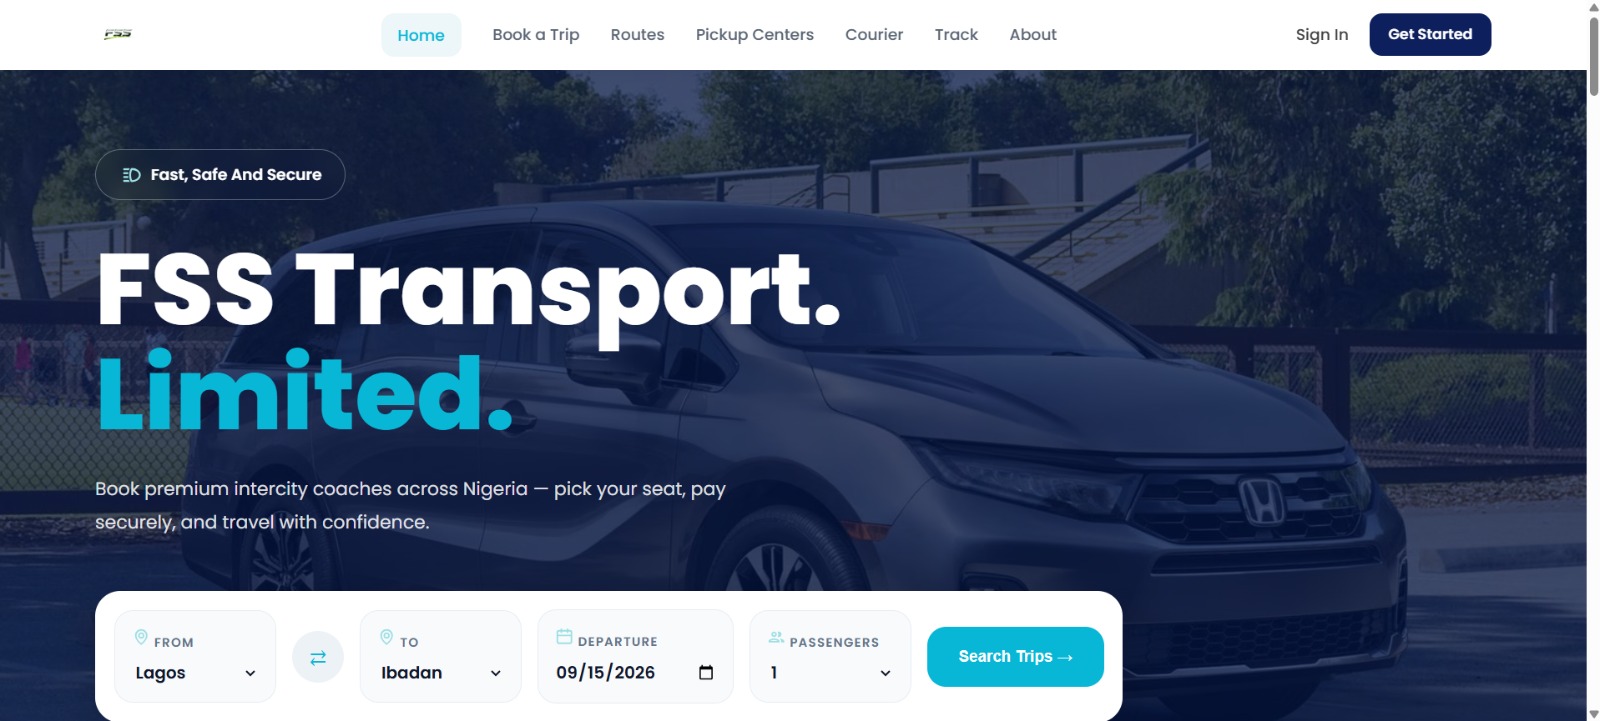 FSS
Home
Book a Trip
Routes
Pickup Centers
Courier
Track
About
Sign In
Get Started
Fast, Safe And Secure
FSS Transport.
Limited.
Book premium intercity coaches across Nigeria — pick your seat, pay
securely, and travel with confidence.
FROM
Lagos
TO
Ibadan
DEPARTURE
09/15/2026
PASSENGERS
1
Search Trips →